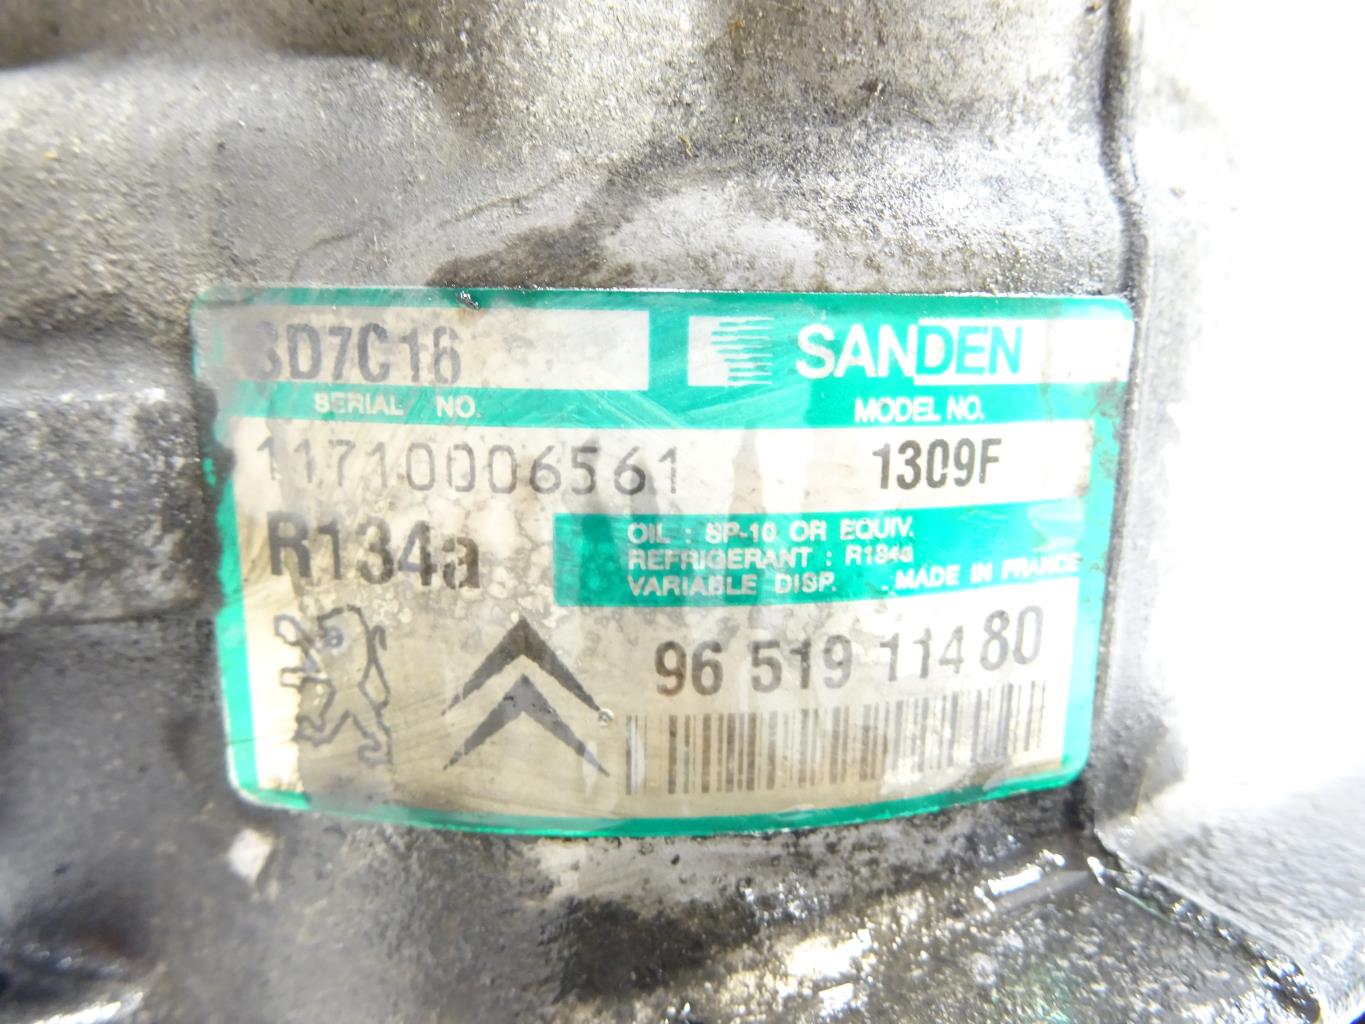 SD7C16
SANDEN
SERIAL NO.
MODEL NO.
11710006561
1309F
R134a
OIL : SP-10 OR EQUIV.
REFRIGERANT : R134a
VARIABLE DISP. . MADE IN FRANCE
96 519 114 80